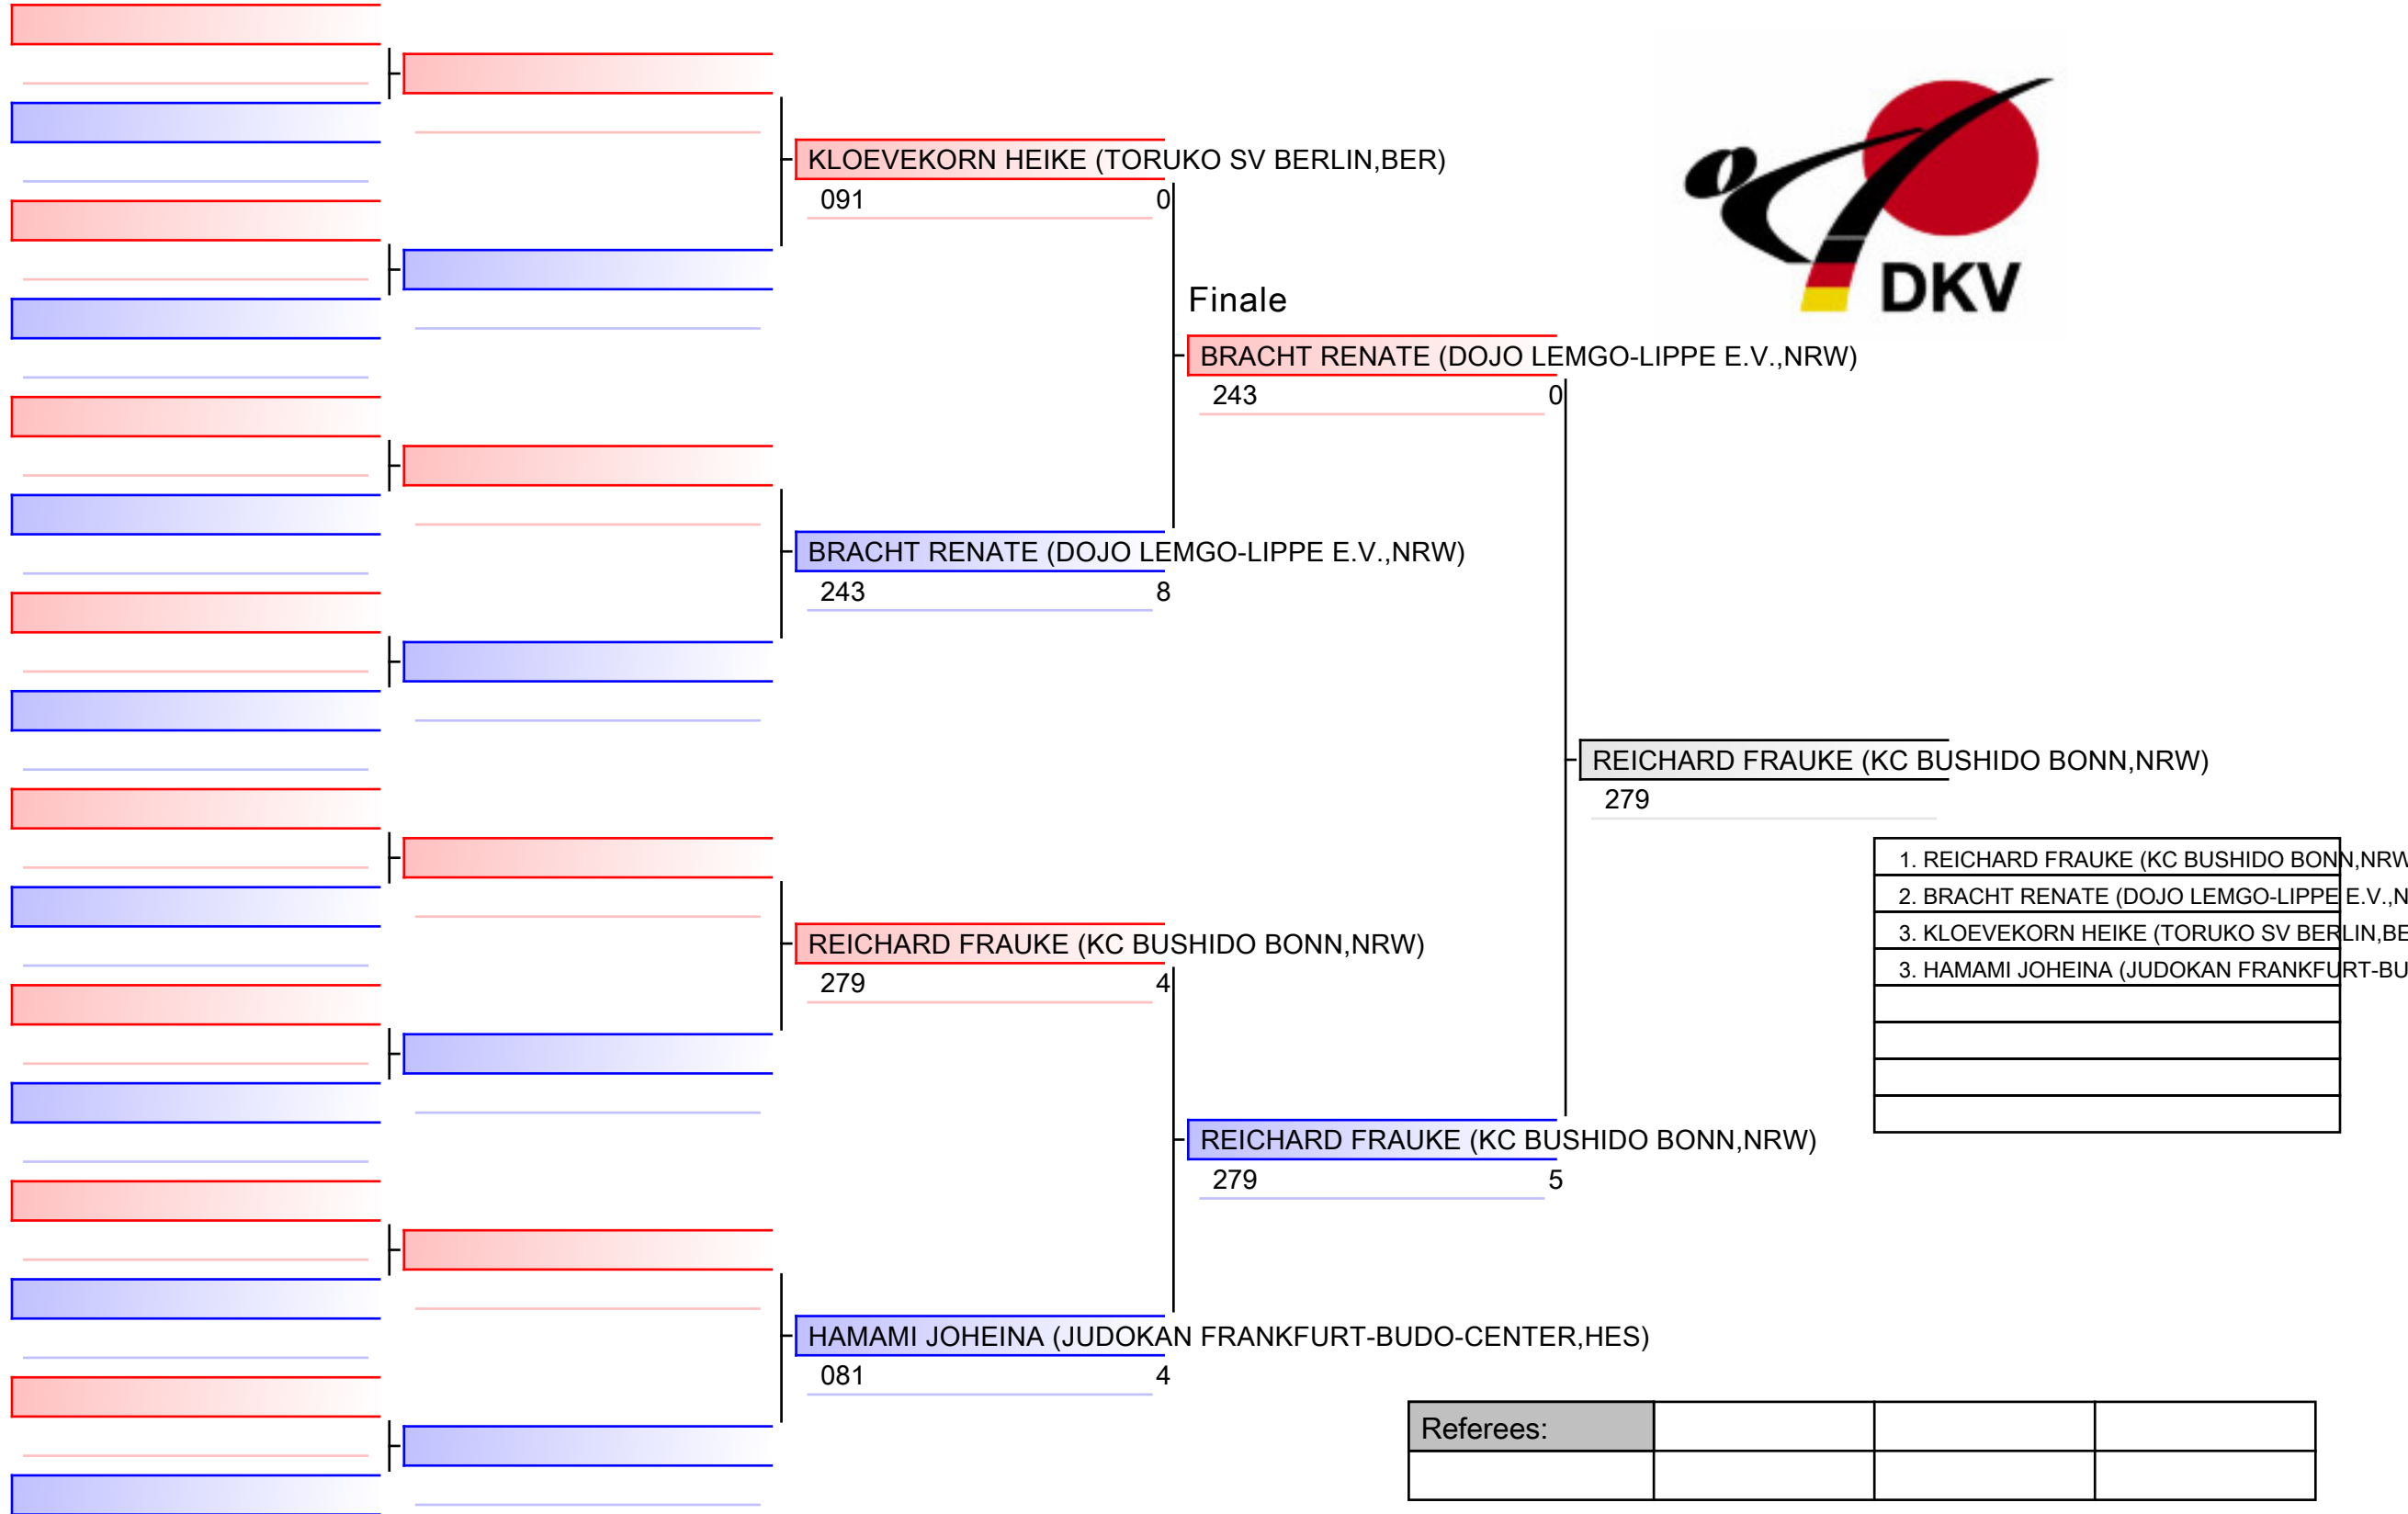 KLOEVEKORN HEIKE (TORUKO SV BERLIN,BER)
091 0
DKV
Finale
BRACHT RENATE (DOJO LEMGO-LIPPE E.V.,NRW)
243 0
BRACHT RENATE (DOJO LEMGO-LIPPE E.V.,NRW)
243 8
REICHARD FRAUKE (KC BUSHIDO BONN,NRW)
279
1. REICHARD FRAUKE (KC BUSHIDO BONN,NRW
2. BRACHT RENATE (DOJO LEMGO-LIPPE E.V.,N
3. KLOEVEKORN HEIKE (TORUKO SV BERLIN,BE
3. HAMAMI JOHEINA (JUDOKAN FRANKFURT-BU
REICHARD FRAUKE (KC BUSHIDO BONN,NRW)
279 4
REICHARD FRAUKE (KC BUSHIDO BONN,NRW)
279 5
HAMAMI JOHEINA (JUDOKAN FRANKFURT-BUDO-CENTER,HES)
081 4
Referees: